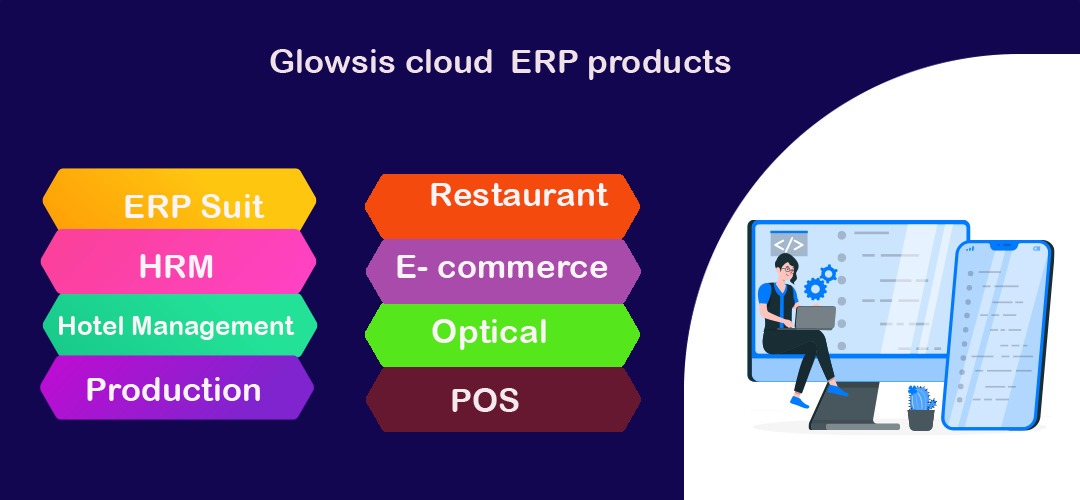 Glowsis cloud ERP products
ERP Suit
HRM
Hotel Management
Production
Restaurant
E- commerce
Optical
POS
</>